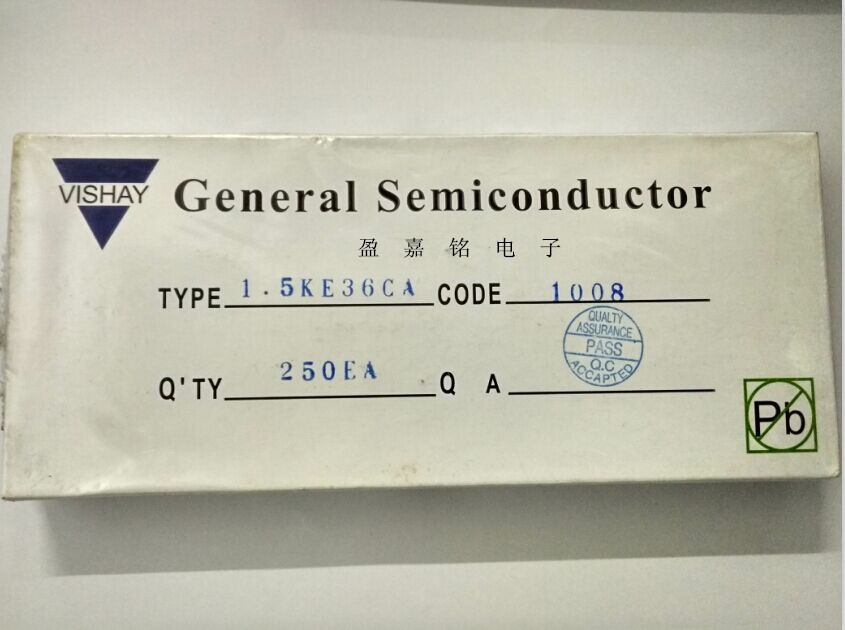 VISHAY General Semiconductor
盈嘉铭电子
TYPE 1.5KE36CA CODE 1008
QUALTY
ASSURANCE
PASS
Q.C
ACCAPTED
Q'TY 250EA Q A
Pb